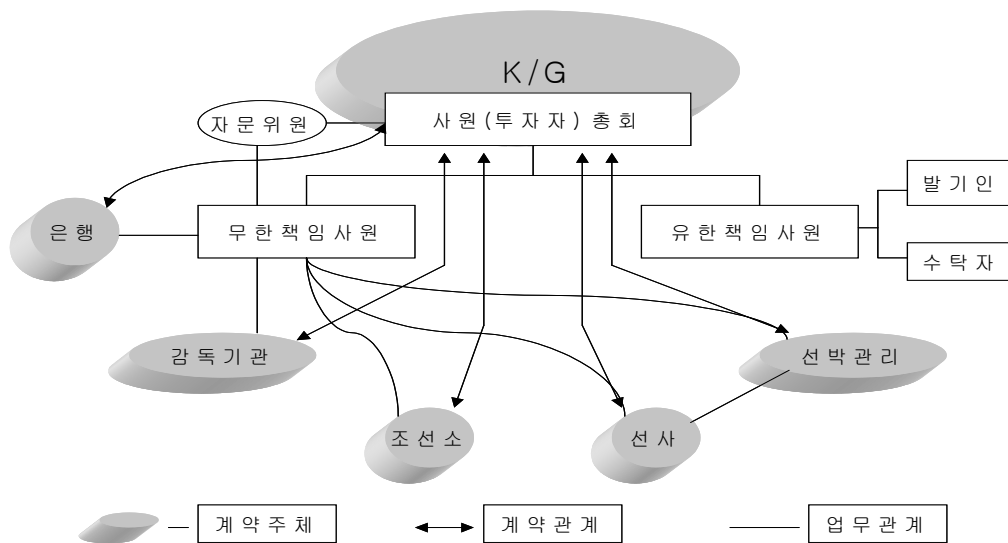 K/G
사원(투자자)총회
자문위원
발기인
은행
무한책임사원
유한책임사원
수탁자
감독기관
선박관리
조선소
선사
계약주체
계약관계
업무관계